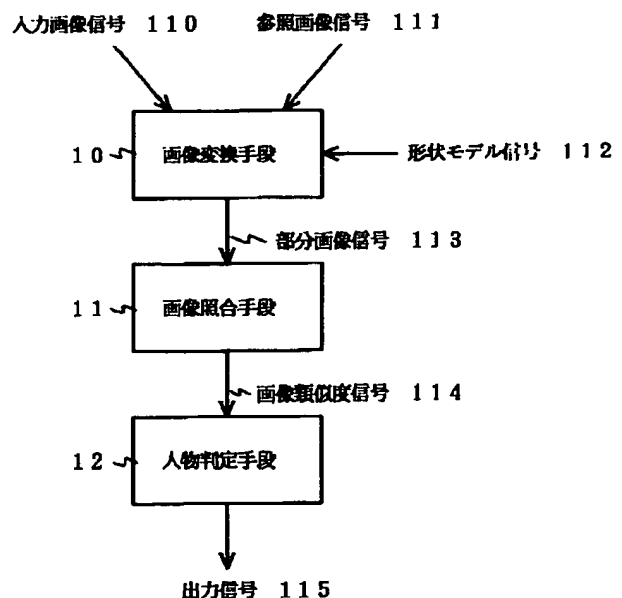 入力画像信号 110
参照画像信号 111
10
画像変換手段
形状モデル信号 112
部分画像信号 113
11
画像照合手段
画像類似度信号 114
12
人物判定手段
出力信号 115